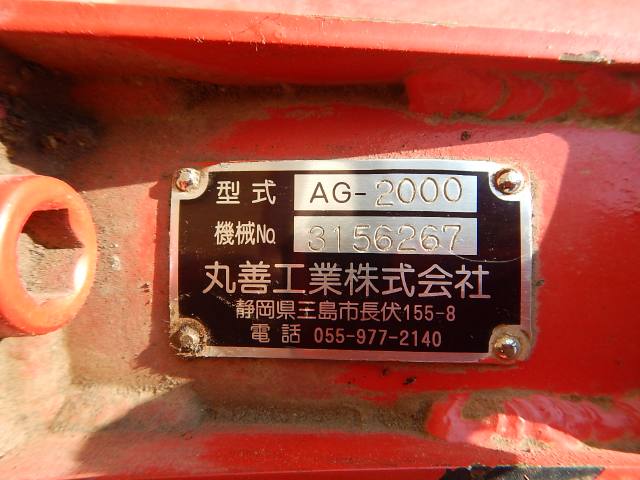 型式 AG-2000
機械No. 3156267
丸善工業株式会社
静岡県三島市長伏155-8
電話 055-977-2140